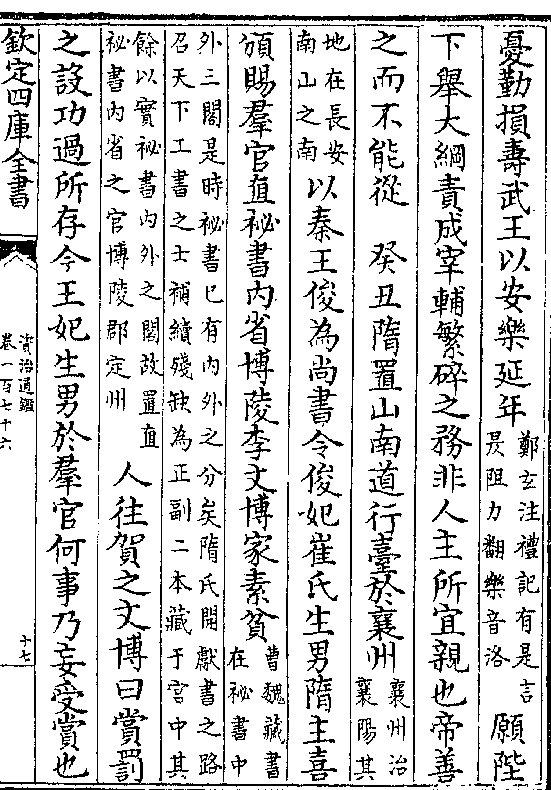 憂勤損壽武王以安樂延年鄭玄注禮記有是言畏阻力翻樂音洛願陛
下舉大綱責成宰輔繁碎之務非人主所宜親也帝善
之而不能從　癸丑隋置山南道行臺於襄州襄州治襄陽其
地在長安南山之南以秦王俊為尚書令俊妃崔氏生男隋主喜
頒賜羣官直祕書内省博陵李文博家素貧曹魏藏書在祕書中
外三閣是時祕書已有内外之分矣隋氏開獻書之路召天下工書之士補續殘缺為正副二本藏于宫中其
餘以實祕書内外之閣故置直祕書内省之官博陵郡定州人往賀之文博曰賞罰
之設功過所存今王妃生男於羣官何事乃妄受賞也
欽定四庫全書
資治通鑑
卷一百七十六
十七